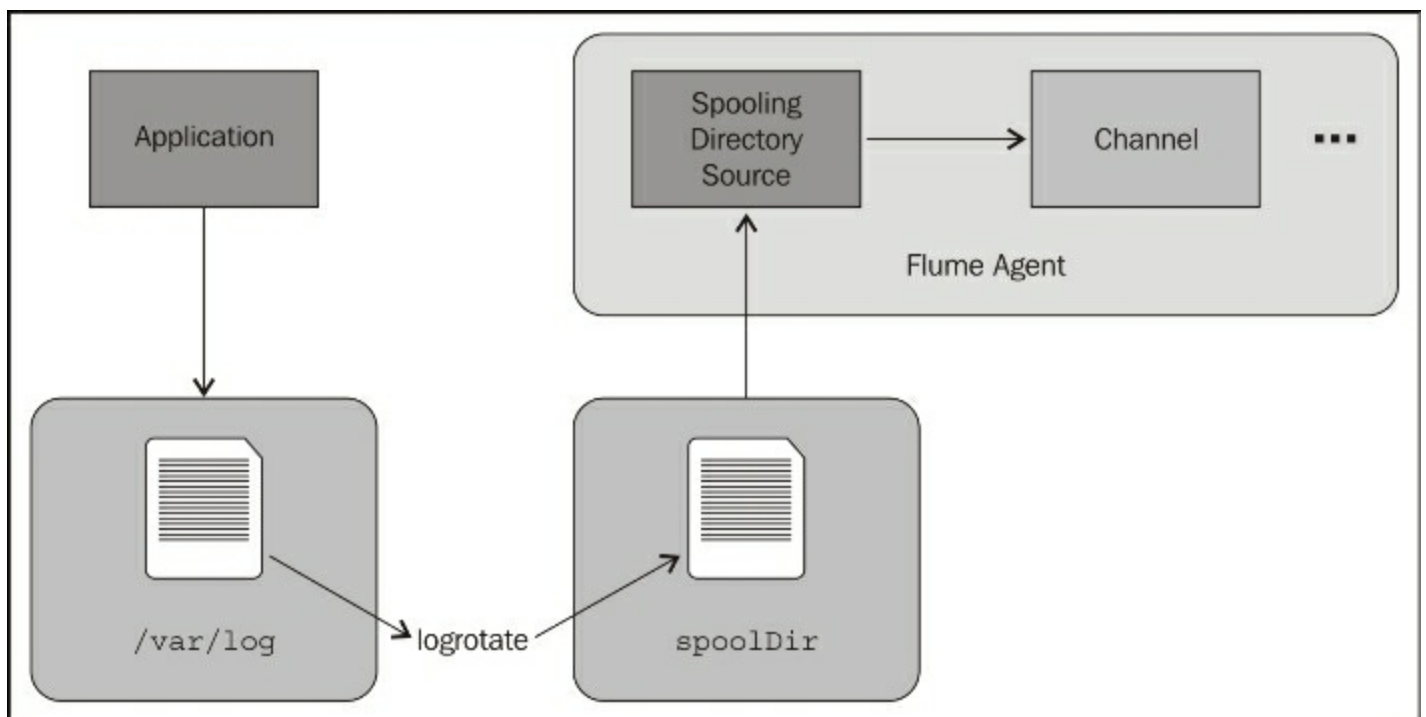 Application
Spooling
Directory
Source
Channel
...
Flume Agent
/var/log
logrotate
spoolDir